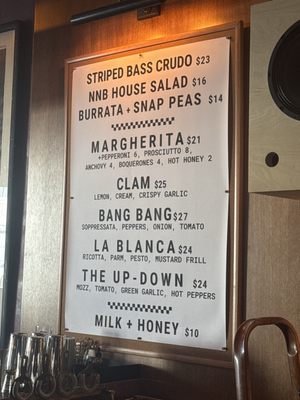 STRIPED BASS CRUDO $23
NNB HOUSE SALAD $16
BURRATA + SNAP PEAS $14
MARGHERITA $21
+PEPPERONI 6, PROSCIUTTO 8,
ANCHOVY 4, BOQUERONES 4, HOT HONEY 2
CLAM $25
LEMON, CREAM, CRISPY GARLIC
BANG BANG $27
SOPPRESSATA, PEPPERS, ONION, TOMATO
LA BLANCA $24
RICOTTA, PARM, PESTO, MUSTARD FRILL
THE UP-DOWN $24
MOZZ, TOMATO, GREEN GARLIC, HOT PEPPERS
MILK + HONEY $10